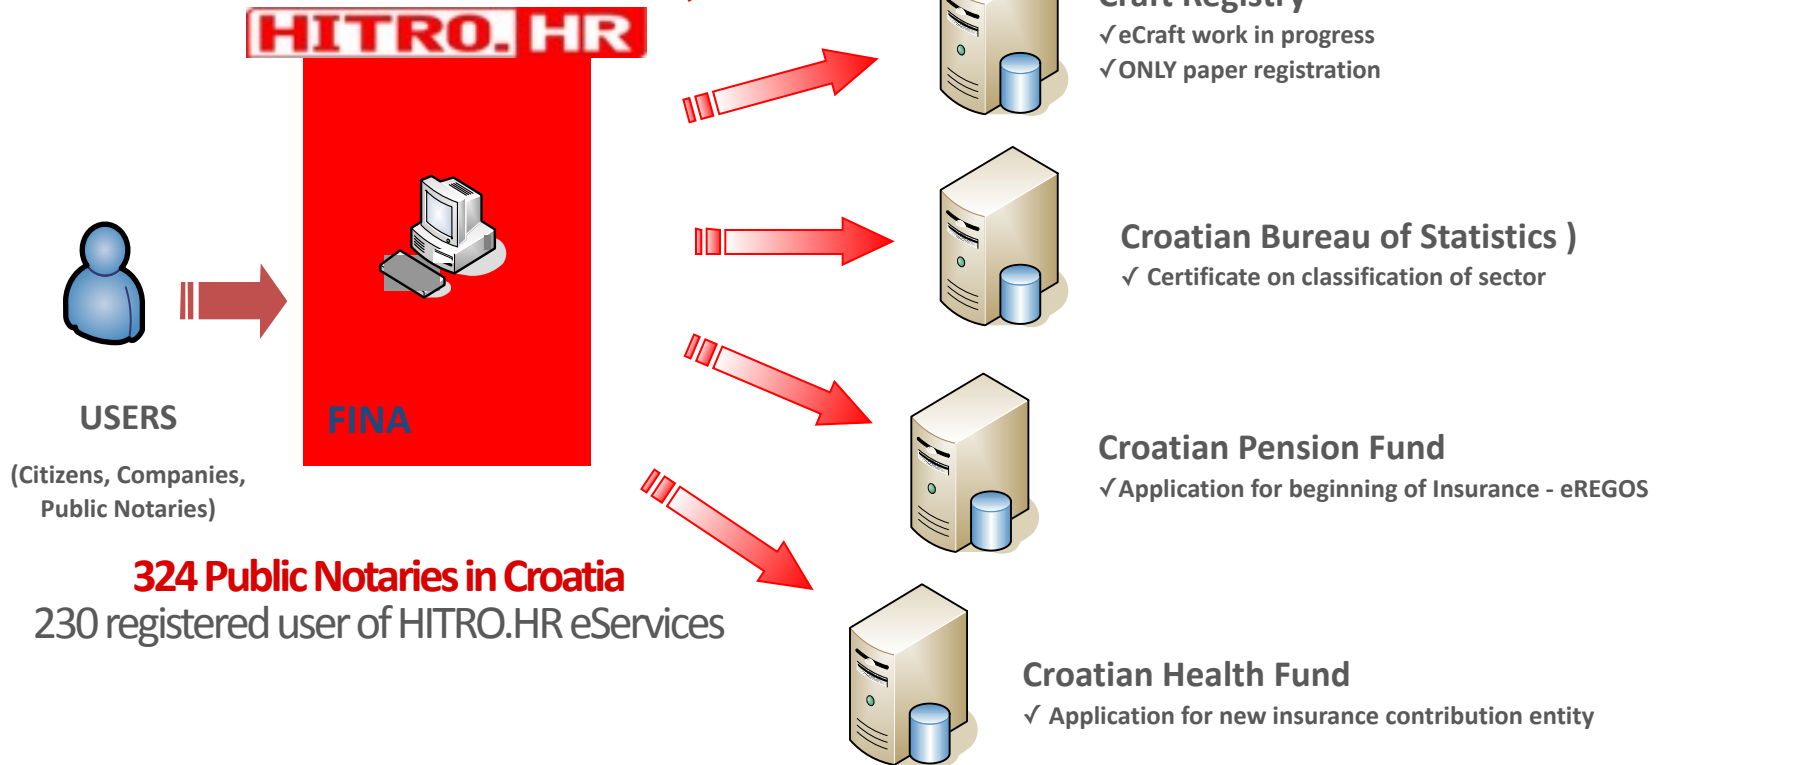 HITRO.HR
Craft Registry
✓eCraft work in progress
✓ONLY paper registration
Croatian Bureau of Statistics )
✓ Certificate on classification of sector
USERS
(Citizens, Companies,
Public Notaries)
FINA
Croatian Pension Fund
✓Application for beginning of Insurance - eREGOS
324 Public Notaries in Croatia
230 registered user of HITRO.HR eServices
Croatian Health Fund
✓ Application for new insurance contribution entity